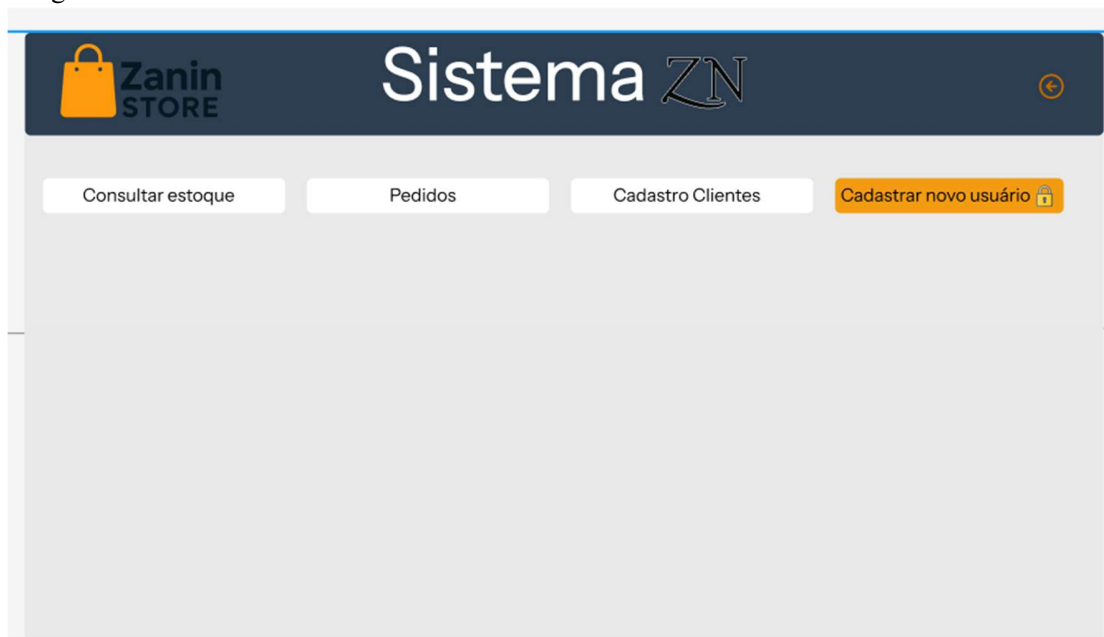 Zanin
STORE
Sistema ZN
Consultar estoque
Pedidos
Cadastro Clientes
Cadastrar novo usuário